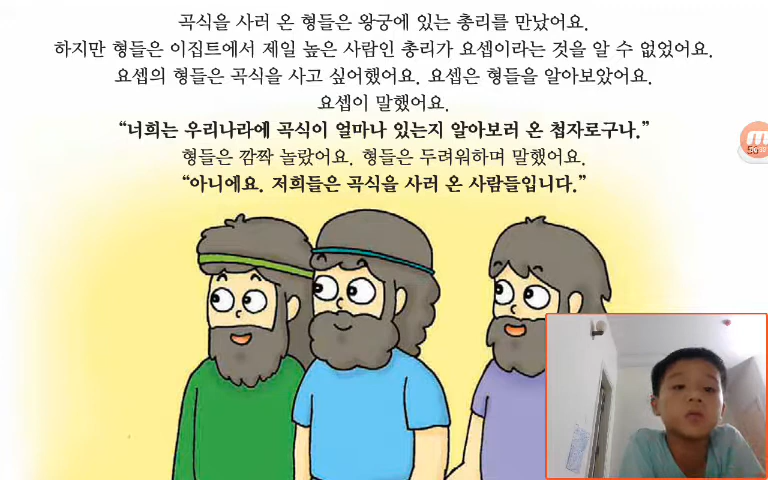 곡식을 사러 온 형들은 왕궁에 있는 총리를 만났어요.
하지만 형들은 이집트에서 제일 높은 사람인 총리가 요셉이라는 것을 알 수 없었어요.
요셉의 형들은 곡식을 사고 싶어했어요. 요셉은 형들을 알아보았어요.
요셉이 말했어요.
“너희는 우리나라에 곡식이 얼마나 있는지 알아보러 온 첩자로구나.”
형들은 깜짝 놀랐어요. 형들은 두려워하며 말했어요.
“아니에요. 저희들은 곡식을 사러 온 사람들입니다.”